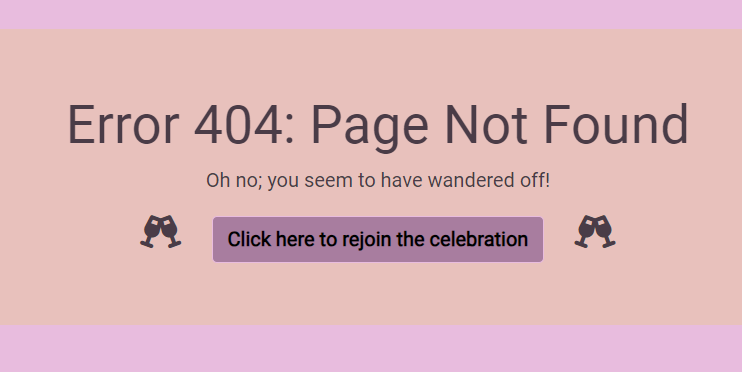 Error 404: Page Not Found
Oh no; you seem to have wandered off!
Click here to rejoin the celebration